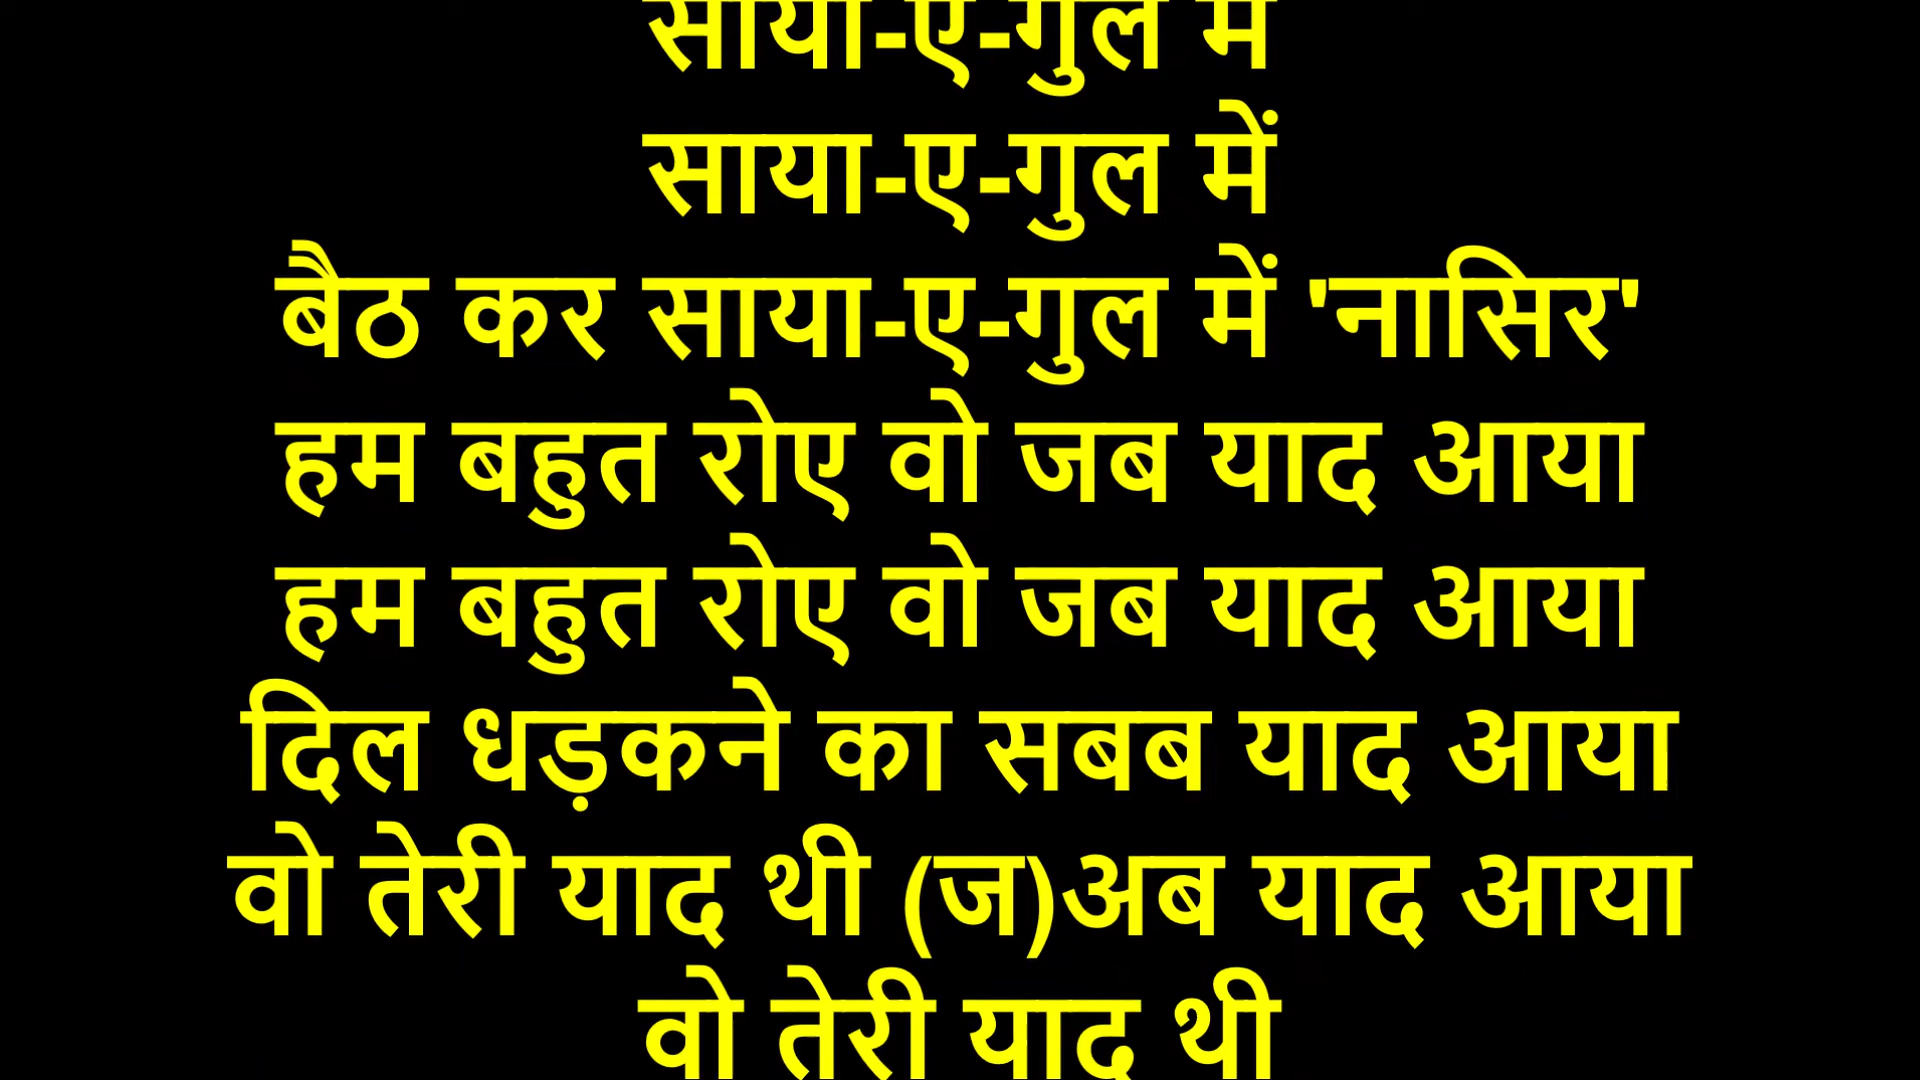 साया-ए-गुल में
साया-ए-गुल में
बैठ कर साया-ए-गुल में 'नासिर'
हम बहुत रोए वो जब याद आया
हम बहुत रोए वो जब याद आया
दिल धड़कने का सबब याद आया
वो तेरी याद थी (ज)अब याद आया
वो तेरी याद थी